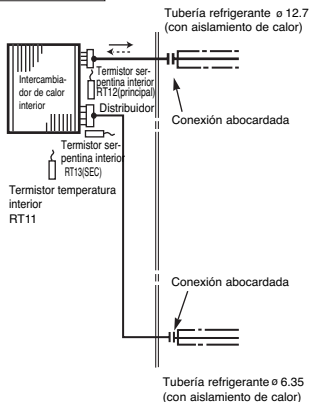 Tubería refrigerante ø 12.7
(con aislamiento de calor)
Intercambia-
dor de calor
interior
Termistor ser-
pentina interior
RT12(principal)
Distribuidor
Conexión abocardada
Termistor ser-
pentina interior
RT13(SEC)
Termistor temperatura
interior
RT11
Conexión abocardada
Tubería refrigerante ø 6.35
(con aislamiento de calor)